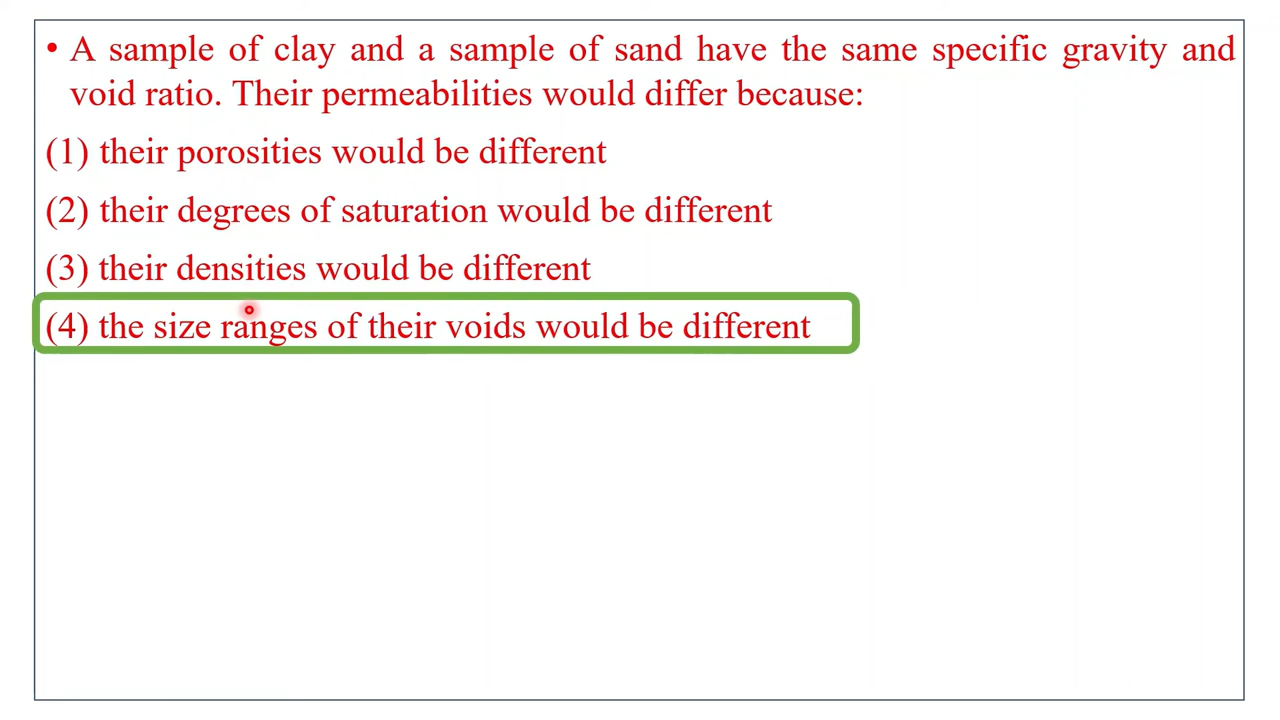 • A sample of clay and a sample of sand have the same specific gravity and
void ratio. Their permeabilities would differ because:
(1) their porosities would be different
(2) their degrees of saturation would be different
(3) their densities would be different
(4) the size ranges of their voids would be different